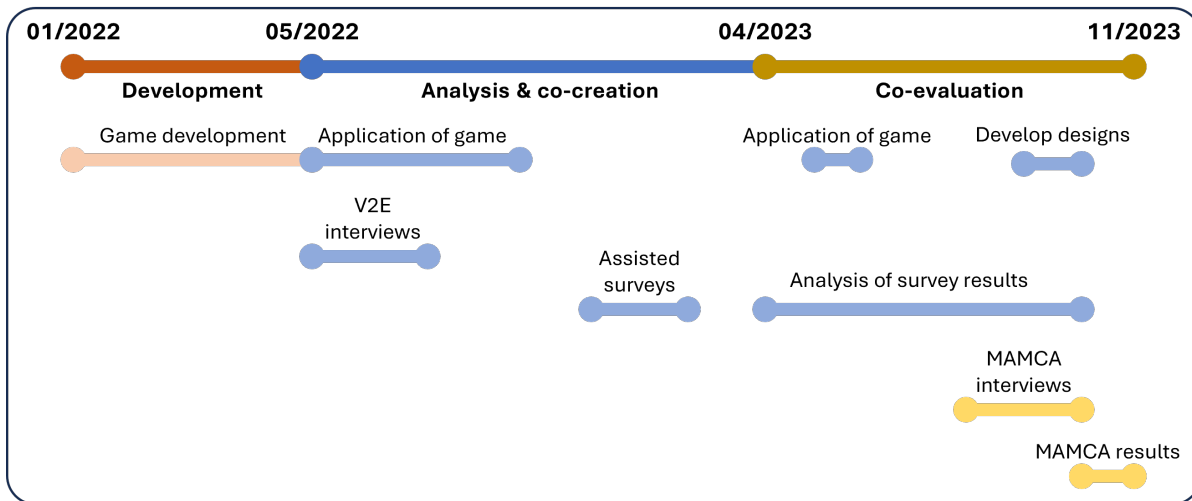 01/2022
05/2022
04/2023
11/2023
Development
Analysis & co-creation
Co-evaluation
Game development
Application of game
Application of game
Develop designs
V2E
interviews
Assisted
surveys
Analysis of survey results
MAMCA
interviews
MAMCA results